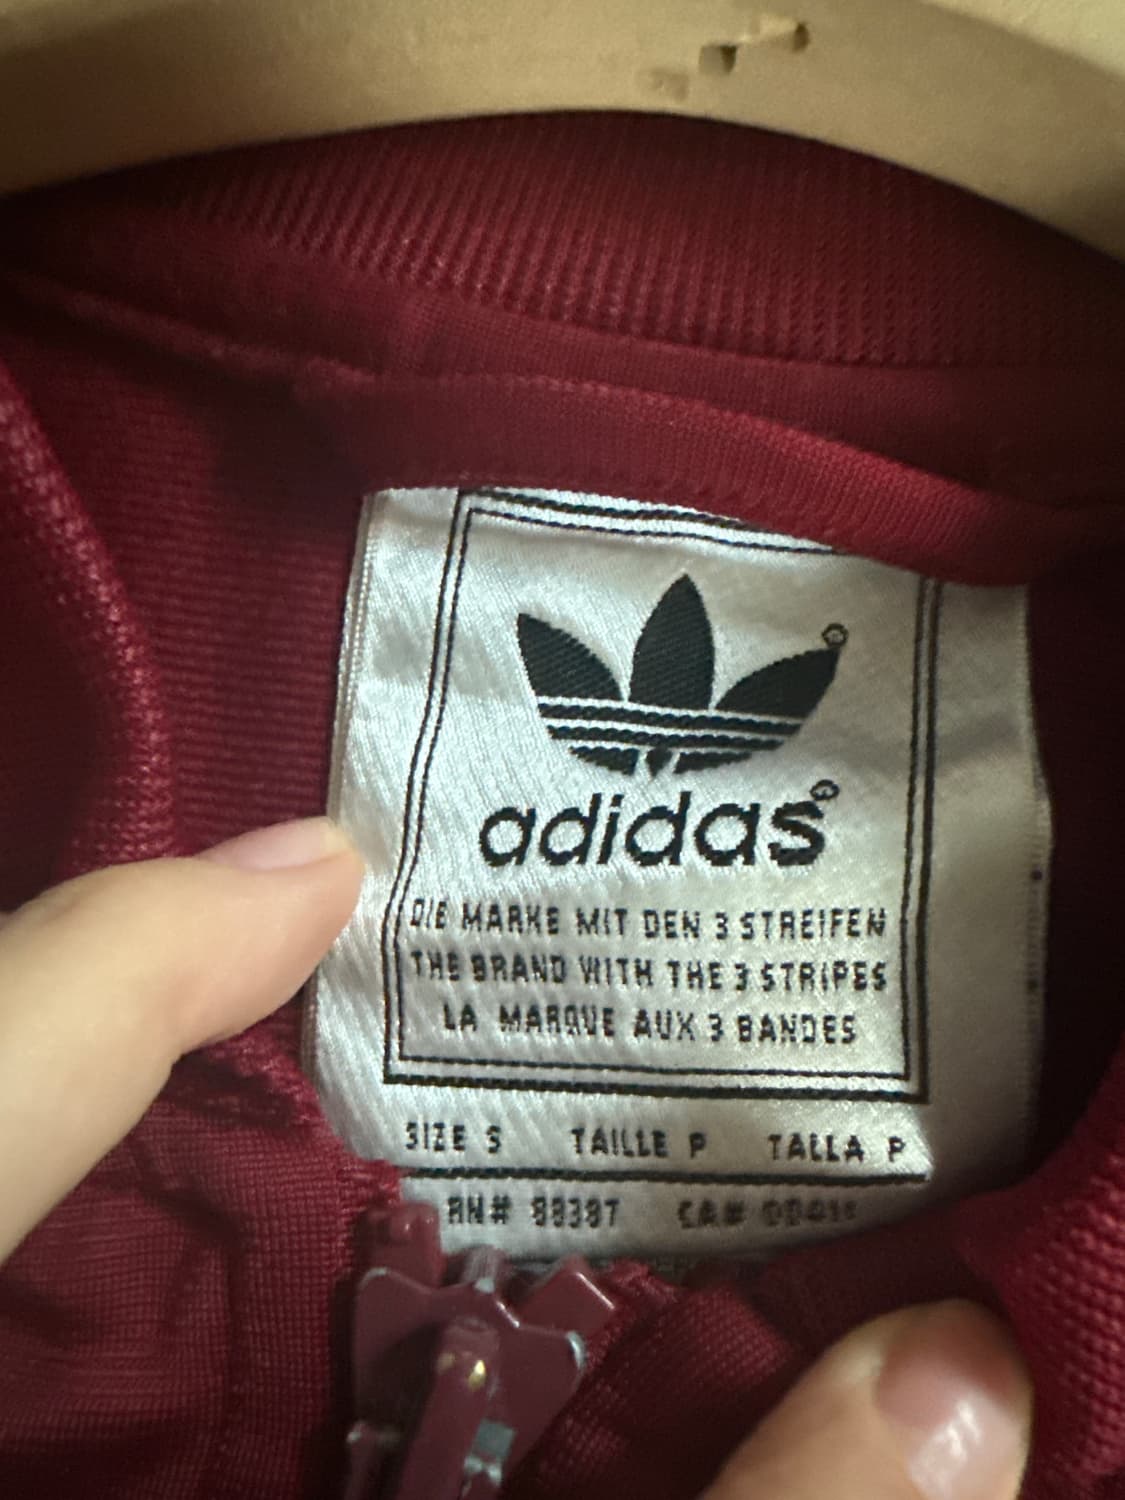 adidas
DIE MARKE MIT DEN 3 STREIFEN
THE BRAND WITH THE 3 STRIPES
LA MARQUE AUX 3 BANDES
SIZE S TAILLE P TALLA P
RN# 88387 CA#